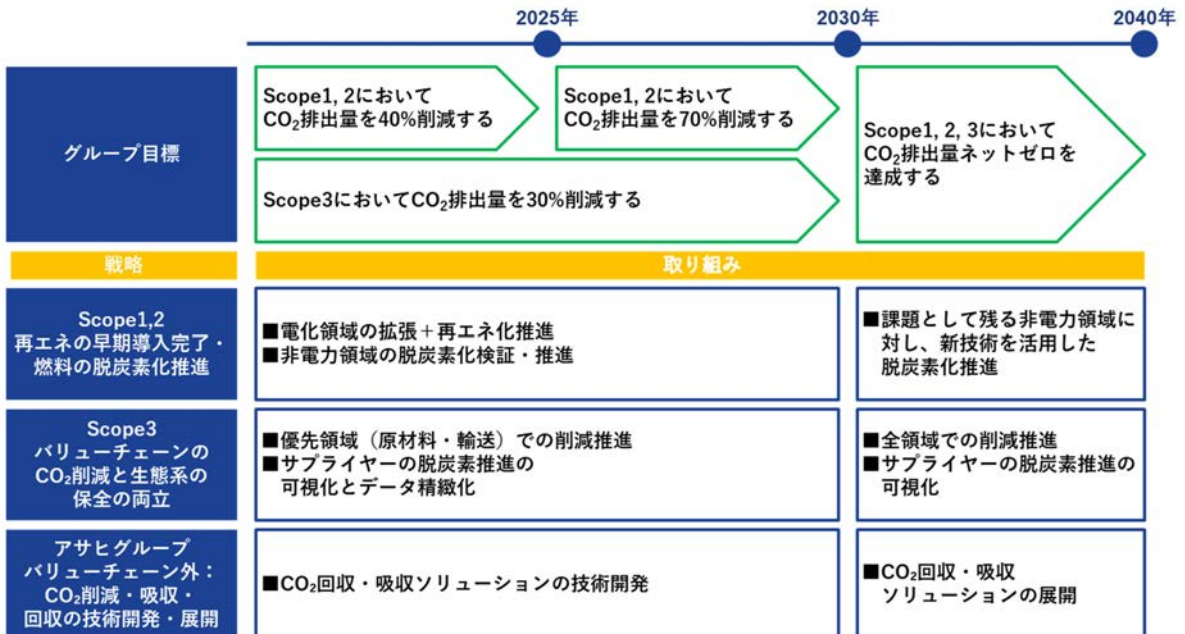 2025年
2030年
2040年
グループ目標
Scope1, 2において
CO₂排出量を40%削減する
Scope1, 2において
CO₂排出量を70%削減する
Scope3においてCO₂排出量を30%削減する
Scope1, 2, 3において
CO₂排出量ネットゼロを
達成する
戦略
取り組み
Scope1,2
再エネの早期導入完了・
燃料の脱炭素化推進
■電化領域の拡張＋再エネ化推進
■非電力領域の脱炭素化検証・推進
■課題として残る非電力領域に
対し、新技術を活用した
脱炭素化推進
Scope3
バリューチェーンの
CO₂削減と生態系の
保全の両立
■優先領域（原材料・輸送）での削減推進
■サプライヤーの脱炭素推進の
可視化とデータ精緻化
■全領域での削減推進
■サプライヤーの脱炭素推進の
可視化
アサヒグループ
バリューチェーン外：
CO₂削減・吸収・
回収の技術開発・展開
■CO₂回収・吸収ソリューションの技術開発
■CO₂回収・吸収
ソリューションの展開